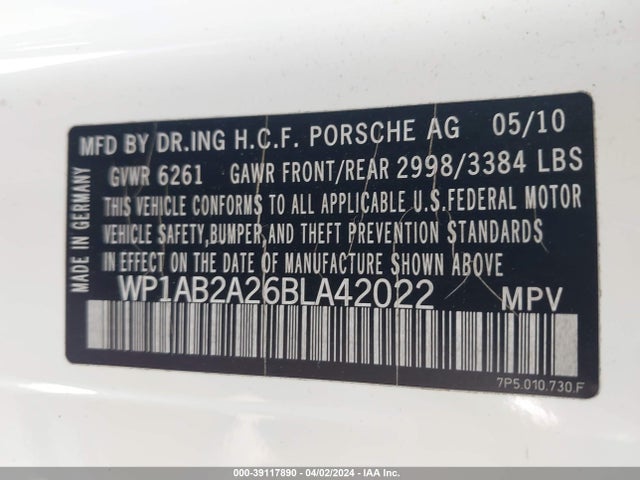 MADE IN GERMANY
MFD BY DR.ING H.C.F. PORSCHE AG 05/10
GVWR 6261 GAWR FRONT/REAR 2998/3384 LBS
THIS VEHICLE CONFORMS TO ALL APPLICABLE U.S.FEDERAL MOTOR
VEHICLE SAFETY,BUMPER,AND THEFT PREVENTION STANDARDS
IN EFFECT ON THE DATE OF MANUFACTURE SHOWN ABOVE
WP1AB2A26BLA42022 MPV
7P5.010.730.F
000-39117890 - 04/02/2024 - IAA Inc.